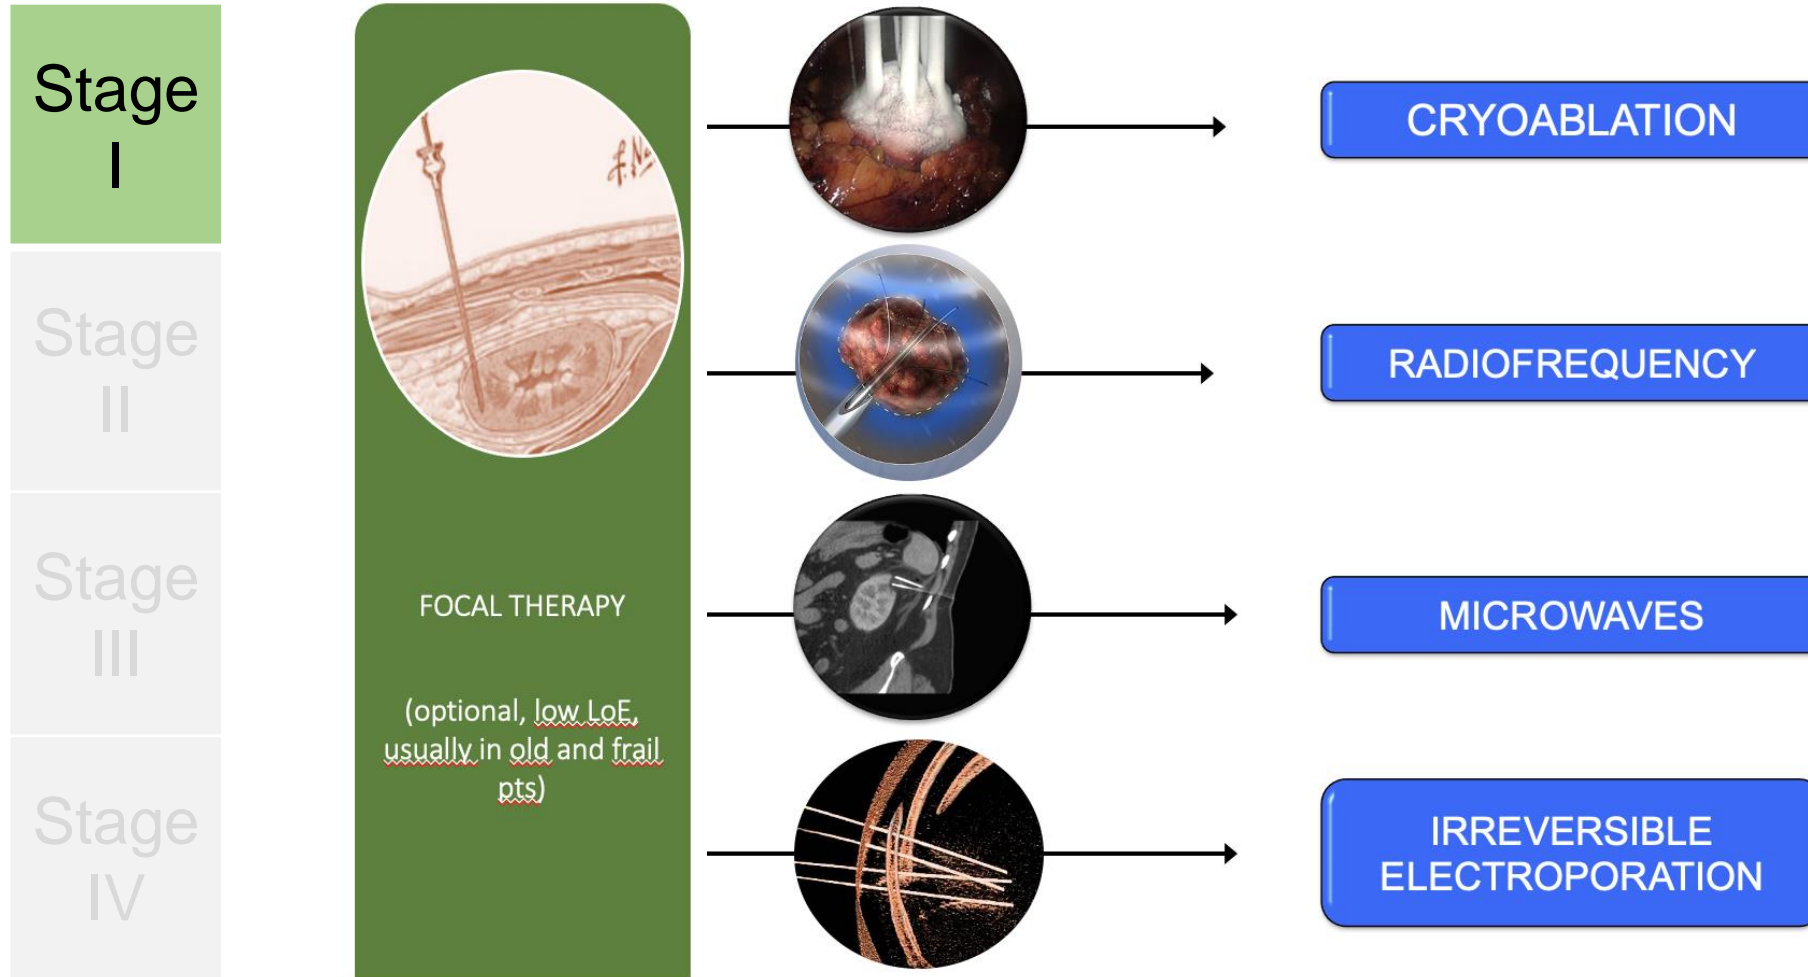 Stage
I
Stage
II
Stage
III
Stage
IV
FOCAL THERAPY
(optional, low LoE,
usually in old and frail
pts)
CRYOABLATION
RADIOFREQUENCY
MICROWAVES
IRREVERSIBLE
ELECTROPORATION